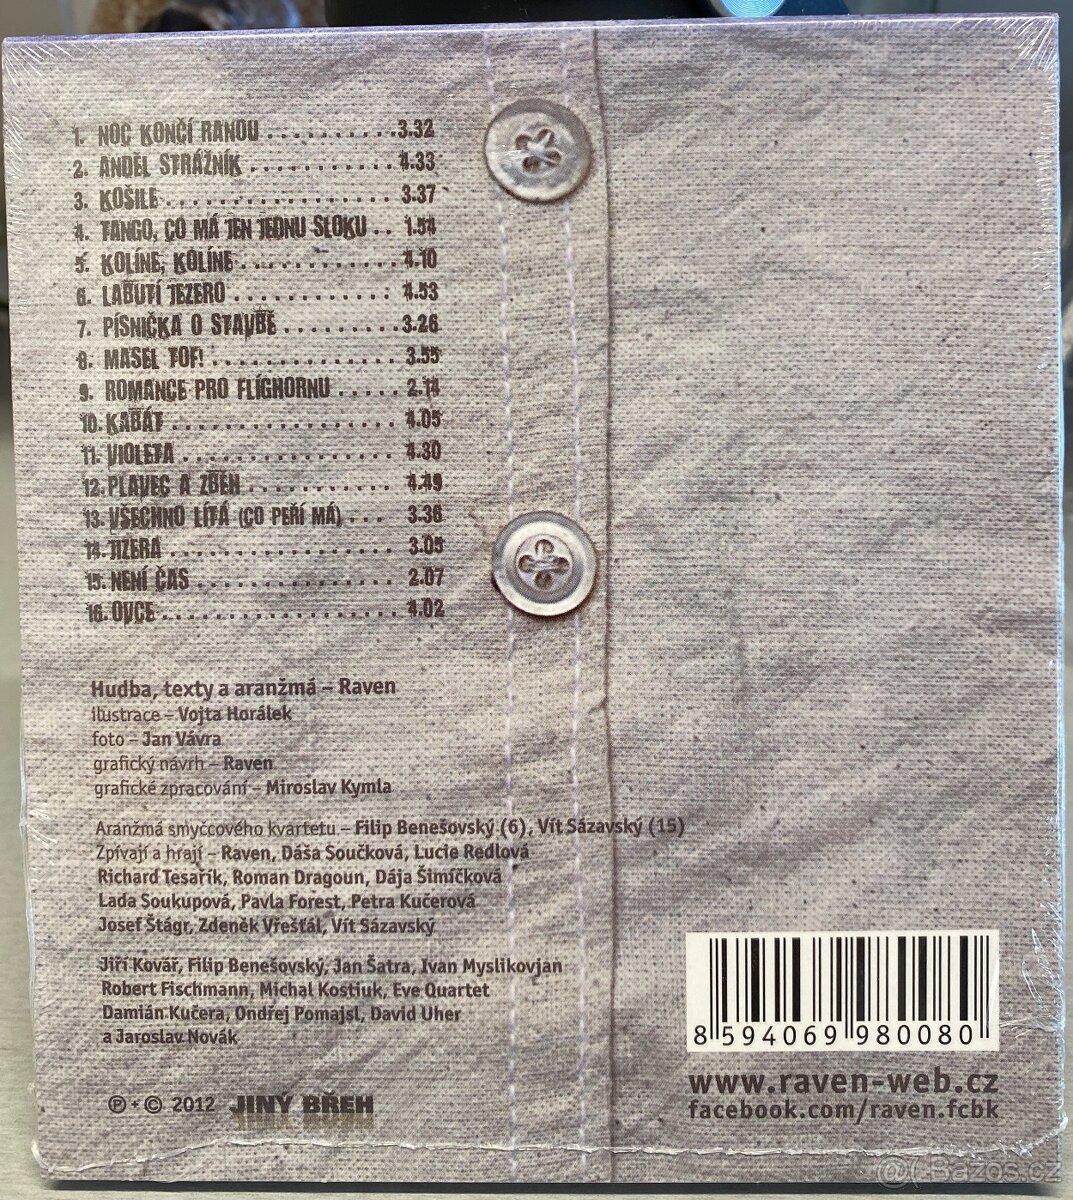 1. NOC KONČÍ RANOU ..........3.32
2. ANDĚL STRÁŽNÍK ...........4.33
3. KOŠILE ...................3.37
4. TANGO, CO MÁ JEN JEDNU SLOKU .. 1.54
5. KOLÍNE, KOLÍNE ............4.10
6. LABUTÍ JEZERO ............4.53
7. PÍSNIČKA O STAVBĚ .........3.26
8. MASEL TOF! ...............3.55
9. ROMANCE PRO FLÍGHORNU .....2.14
10. KABÁT ..................4.05
11. VIOLETA ................4.30
12. PLAVEC A ZBĚH ...........4.49
13. VŠECHNO LÍTÁ (CO PEŘÍ MÁ) ... 3.36
14. JIZERA .................3.05
15. NENÍ ČAS ...............2.07
16. OVCE ...................4.02
Hudba, texty a aranžmá – Raven
ilustrace – Vojta Horálek
foto – Jan Vávra
grafický návrh – Raven
grafické zpracování – Miroslav Kymla
Aranžmá smyčcového kvartetu – Filip Benešovský (6), Vít Sázavský (15)
Zpívají a hrají – Raven, Dáša Součková, Lucie Redlová
Richard Tesařík, Roman Dragoun, Dája Šimíčková
Lada Soukupová, Pavla Forest, Petra Kučerová
Josef Štágr, Zdeněk Vřešťál, Vít Sázavský
Jiří Kovář, Filip Benešovský, Jan Šatra, Ivan Myslikovjan
Robert Fischmann, Michal Kostiuk, Eve Quartet
Damián Kučera, Ondřej Pomajsl, David Uher
a Jaroslav Novák
8 594069 980080
www.raven-web.cz
facebook.com/raven.fcbk
℗ + © 2012 JINÝ BŘEH
@(. Bazos.cz